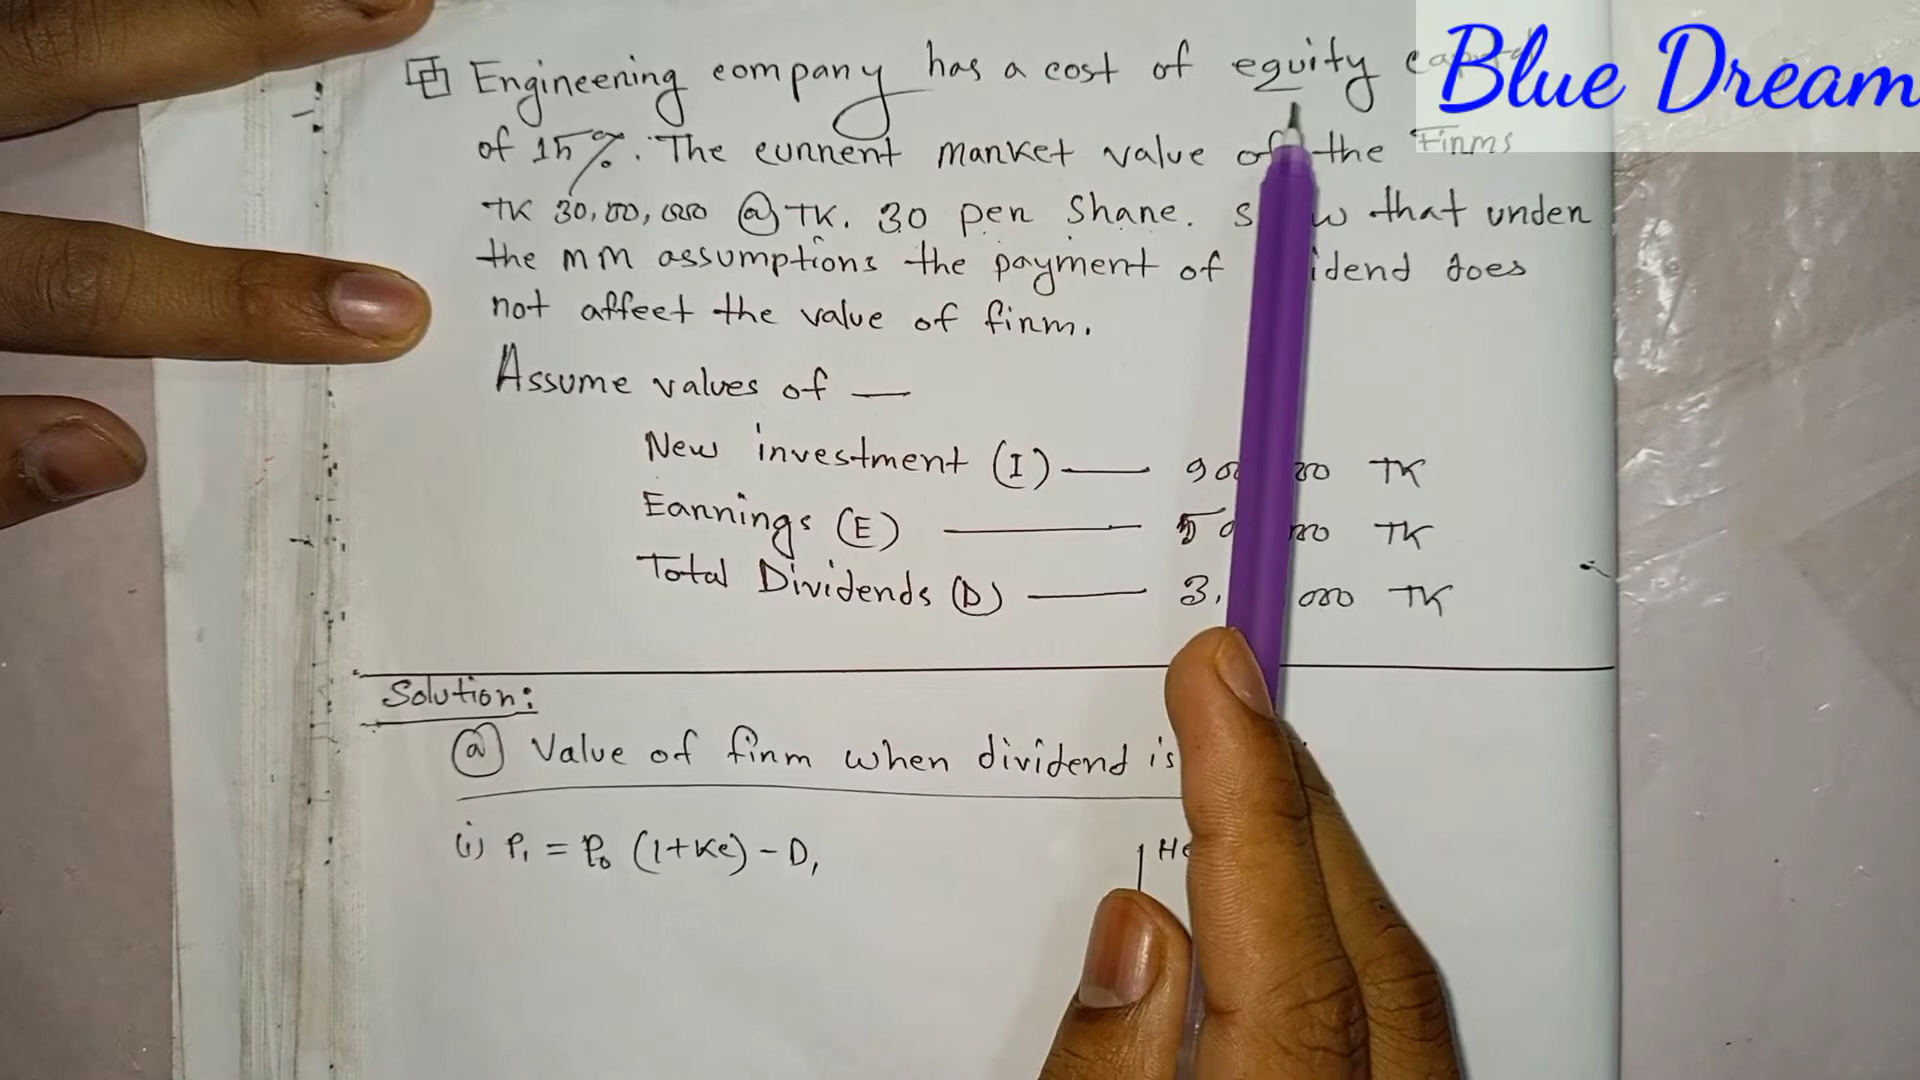 Engineering company has a cost of equity
Blue Dream
of 15%. The current market value of the Firms
TK 30,00,000 @ TK. 30 per share. that under
the MM assumptions the payment of does
not affect the value of firm.
Assume values of —
New investment (I) — TK
Earnings (E) — TK
Total Dividends (D) — TK
Solution:
(a) Value of firm when dividend is
(i) P₁ = P₀ (1+Ke) - D₁